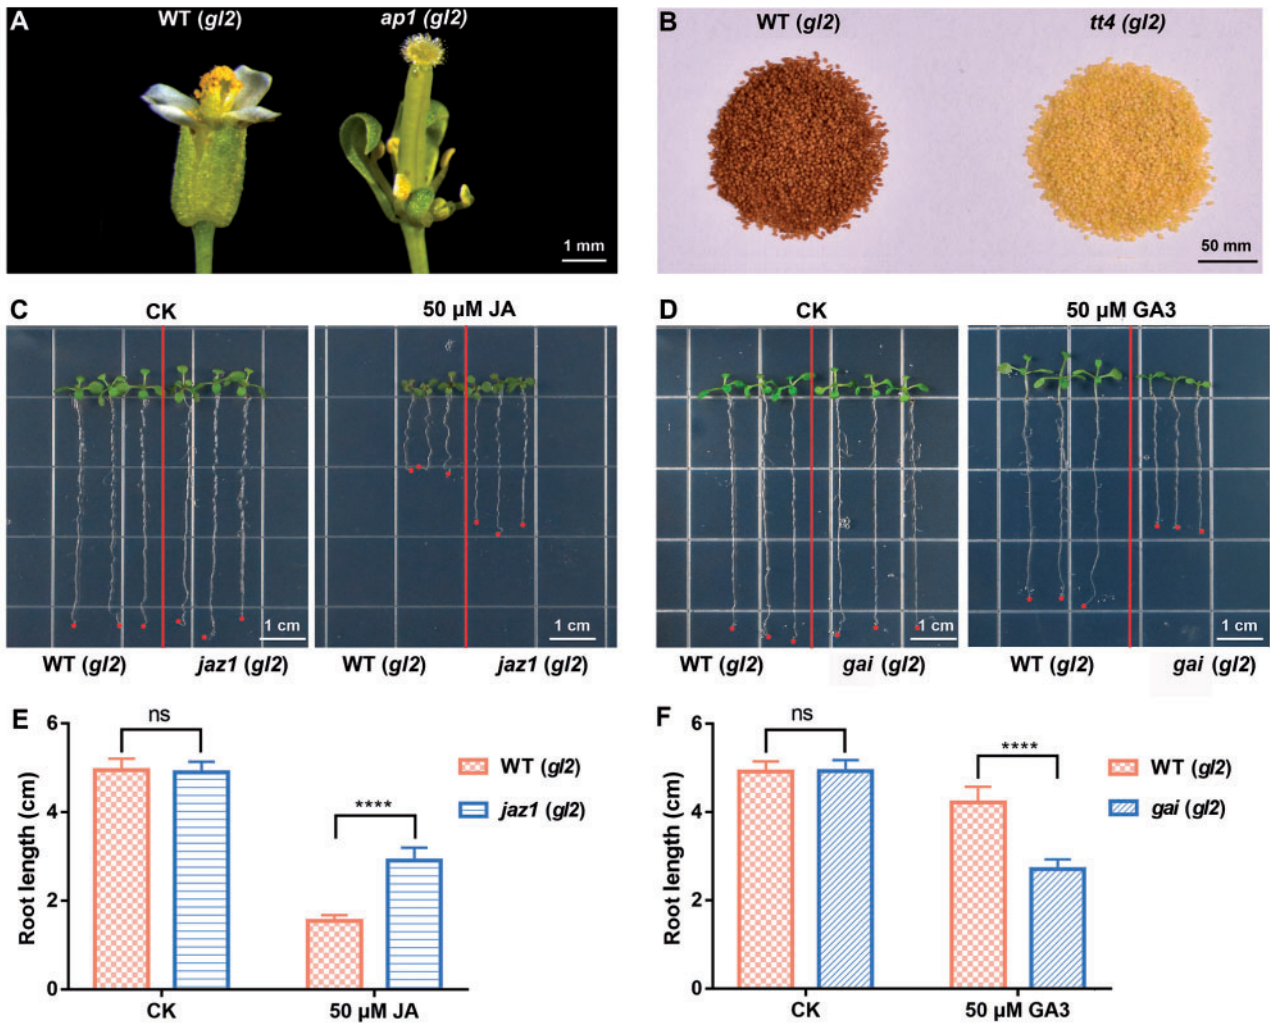 A
WT (gl2)
ap1 (gl2)
1 mm
B
WT (gl2)
tt4 (gl2)
50 mm
C
CK
50 µM JA
1 cm
1 cm
WT (gl2)
jaz1 (gl2)
WT (gl2)
jaz1 (gl2)
D
CK
50 µM GA3
1 cm
1 cm
WT (gl2)
gai (gl2)
WT (gl2)
gai (gl2)
E
Root length (cm)
6
4
2
0
ns
****
CK
50 µM JA
WT (gl2)
jaz1 (gl2)
F
Root length (cm)
6
4
2
0
ns
****
CK
50 µM GA3
WT (gl2)
gai (gl2)